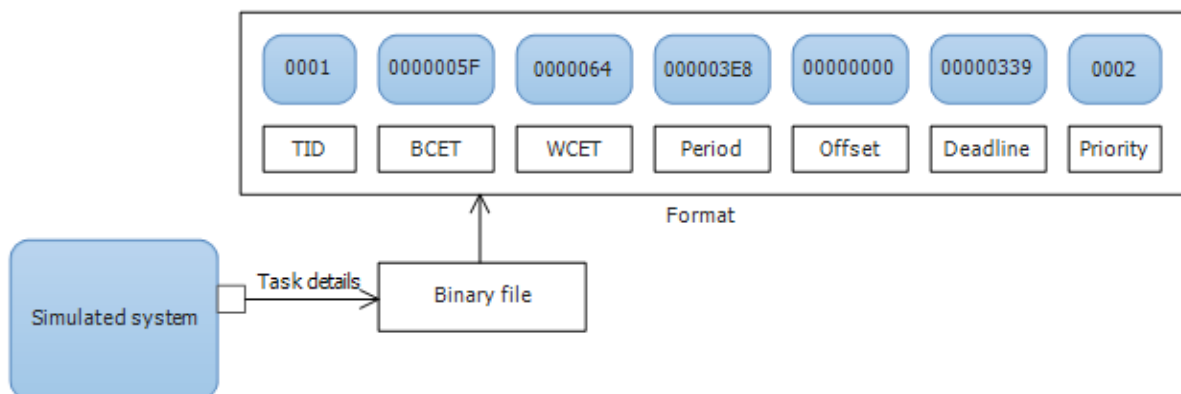 0001 0000005F 0000064 000003E8 00000000 00000339 0002
TID BCET WCET Period Offset Deadline Priority
Format
Task details
Binary file
Simulated system